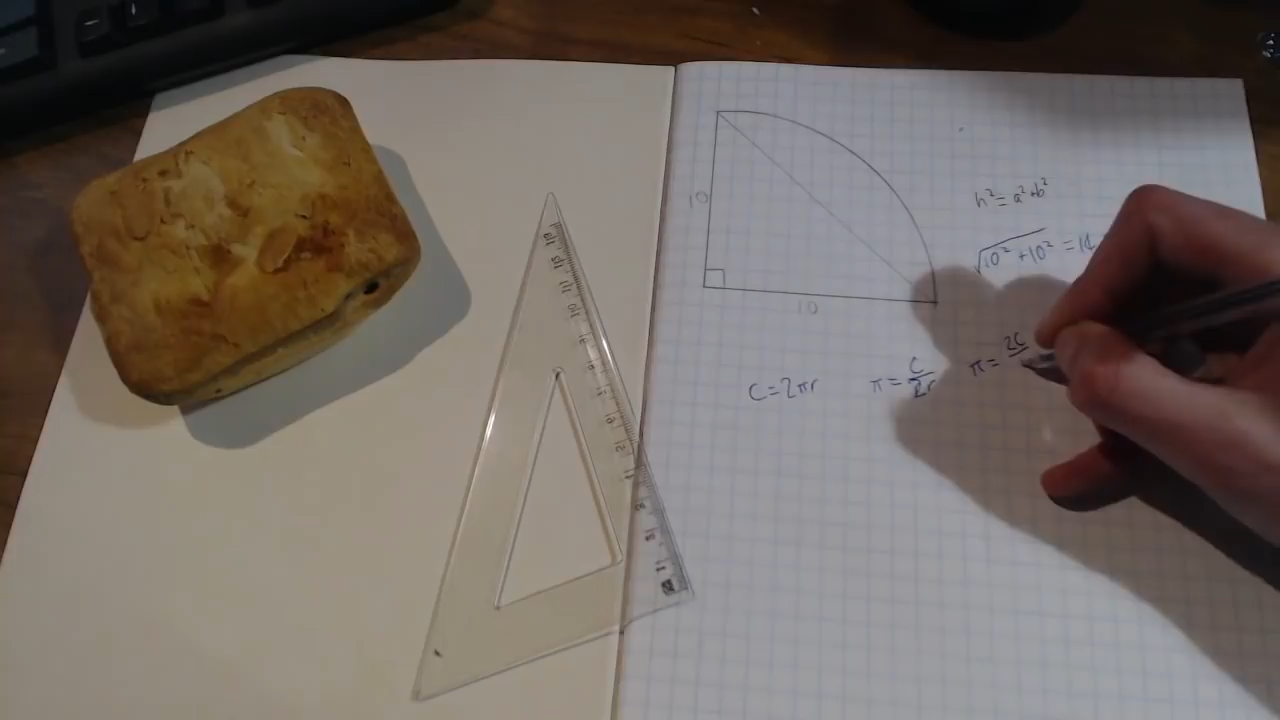 10
10
h² = a² + b²
√10² + 10² = 14
C = 2πr
π = C/2r
π = 2C